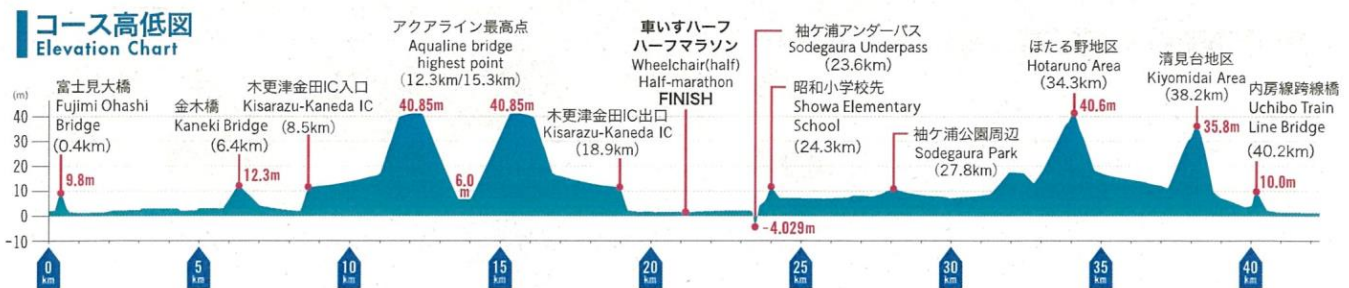 コース高低図
Elevation Chart
富士見大橋
Fujimi Ohashi
Bridge
(0.4km)
9.8m
金木橋
Kaneki Bridge
(6.4km)
12.3m
木更津金田IC入口
Kisarazu-Kaneda IC
(8.5km)
アクアライン最高点
Aqualine bridge
highest point
(12.3km/15.3km)
40.85m
40.85m
6.0
m
木更津金田IC出口
Kisarazu-Kaneda IC
(18.9km)
車いすハーフ
ハーフマラソン
Wheelchair(half)
Half-marathon
FINISH
袖ケ浦アンダーパス
Sodegaura Underpass
(23.6km)
-4.029m
昭和小学校先
Showa Elementary
School
(24.3km)
袖ケ浦公園周辺
Sodegaura Park
(27.8km)
ほたる野地区
Hotaruno Area
(34.3km)
40.6m
清見台地区
Kiyomidai Area
(38.2km)
35.8m
内房線跨線橋
Uchibo Train
Line Bridge
(40.2km)
10.0m
(m)
40
30
20
10
0
-10
0
km
5
km
10
km
15
km
20
km
25
km
30
km
35
km
40
km